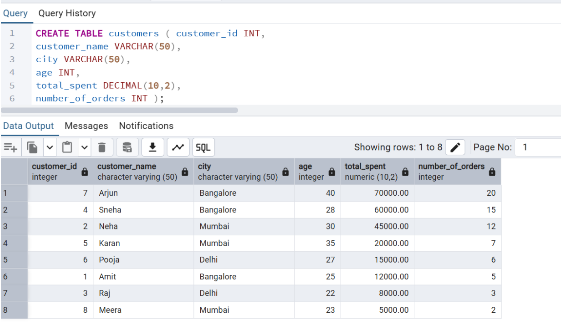 Query Query History
1 CREATE TABLE customers ( customer_id INT,
2 customer_name VARCHAR(50),
3 city VARCHAR(50),
4 age INT,
5 total_spent DECIMAL(10,2),
6 number_of_orders INT );
Data Output Messages Notifications
SQL Showing rows: 1 to 8 Page No: 1
customer_id customer_name city age total_spent number_of_orders
integer character varying (50) character varying (50) integer numeric (10,2) integer
1 7 Arjun Bangalore 40 70000.00 20
2 4 Sneha Bangalore 28 60000.00 15
3 2 Neha Mumbai 30 45000.00 12
4 5 Karan Mumbai 35 20000.00 7
5 6 Pooja Delhi 27 15000.00 6
6 1 Amit Bangalore 25 12000.00 5
7 3 Raj Delhi 22 8000.00 3
8 8 Meera Mumbai 23 5000.00 2